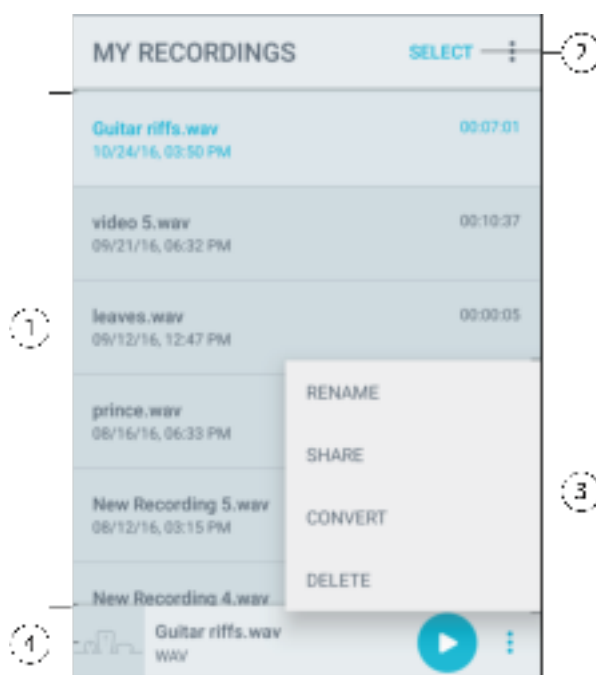 MY RECORDINGS SELECT 2
Guitar riffs.wav 00:07:01
10/24/16, 03:50 PM
video 5.wav 00:10:37
09/21/16, 06:32 PM
leaves.wav 00:00:05
09/12/16, 12:47 PM
1
RENAME
prince.wav
08/16/16, 06:33 PM
SHARE
3
New Recording 5.wav
08/12/16, 03:15 PM
CONVERT
DELETE
New Recording 4.wav
4
Guitar riffs.wav
WAV